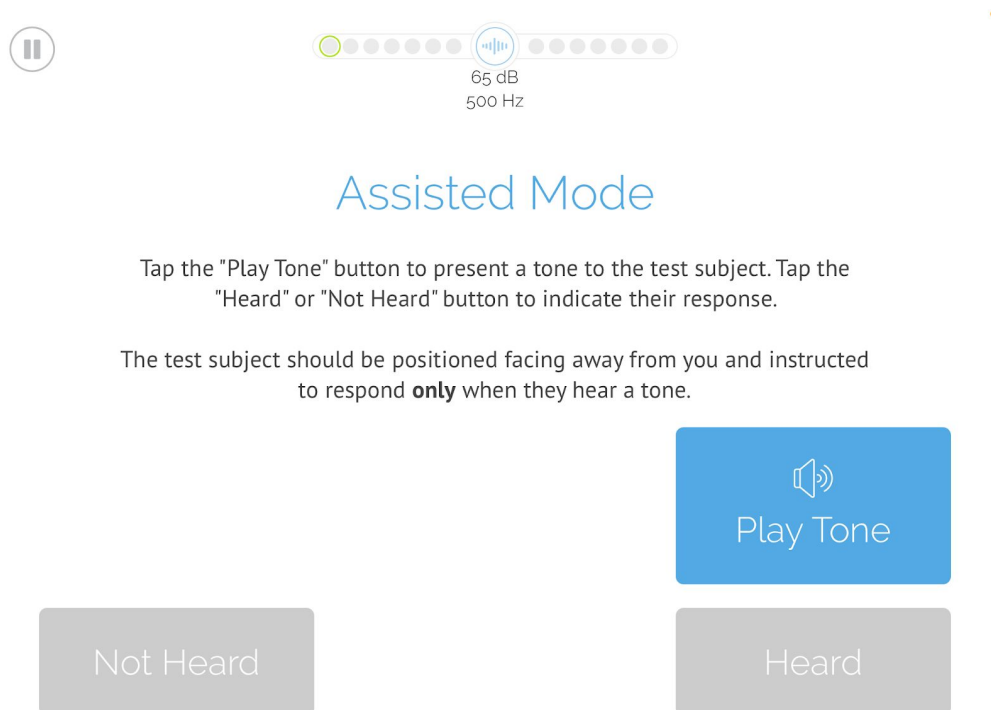 65 dB
500 Hz
Assisted Mode
Tap the "Play Tone" button to present a tone to the test subject. Tap the
"Heard" or "Not Heard" button to indicate their response.
The test subject should be positioned facing away from you and instructed
to respond only when they hear a tone.
Play Tone
Not Heard
Heard